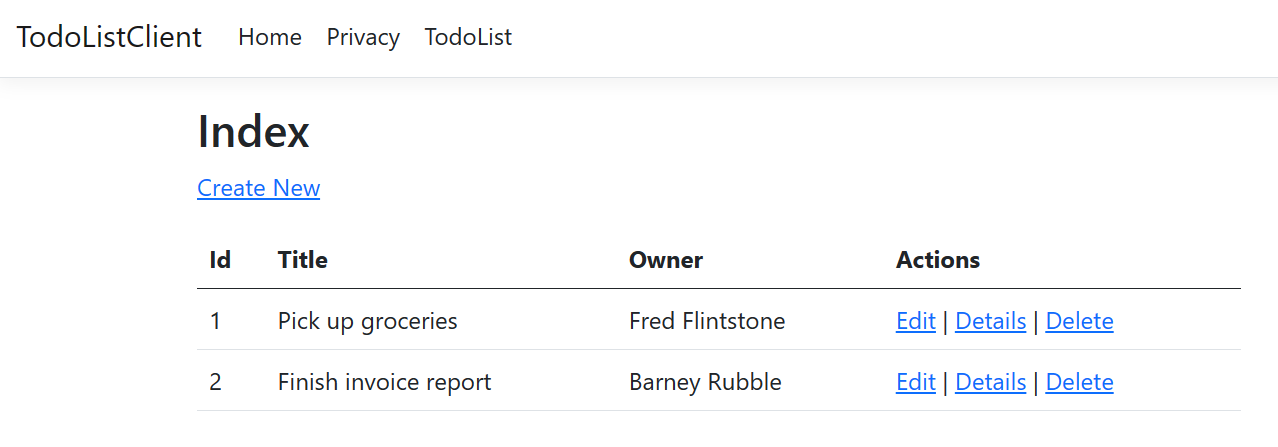 TodoListClient Home Privacy TodoList
Index
Create New
Id Title Owner Actions
1 Pick up groceries Fred Flintstone Edit | Details | Delete
2 Finish invoice report Barney Rubble Edit | Details | Delete